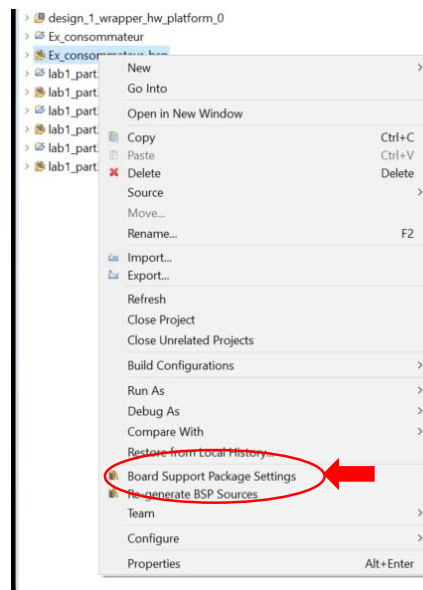 design_1_wrapper_hw_platform_0
Ex_consommateur
Ex_consommateur_bsp
lab1_part
lab1_part
lab1_part
lab1_part
lab1_part
lab1_part
New
Go Into
Open in New Window
Copy Ctrl+C
Paste Ctrl+V
Delete Delete
Source
Move...
Rename... F2
Import...
Export...
Refresh
Close Project
Close Unrelated Projects
Build Configurations
Run As
Debug As
Compare With
Restore from Local History...
Board Support Package Settings
Re-generate BSP Sources
Team
Configure
Properties Alt+Enter